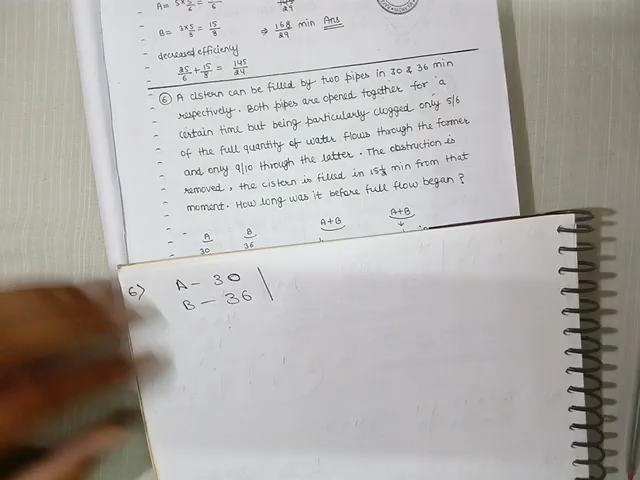 A = 5 × 5/6 =
B = 3×5/8 = 15/8
⇒ 168/29 min Ans
decreased efficiency
25/6 + 15/8 = 145/24
⑥ A cistern can be filled by two pipes in 30 & 36 min
respectively. Both pipes are opened together for a
certain time but being particularly clogged only 5/6
of the full quantity of water flows through the former
and only 9/10 through the latter. The obstruction is
removed, the cistern is filled in 15½ min from that
moment. How long was it before full flow began ?
A B A+B A+B
30 36
6) A - 30
B - 36